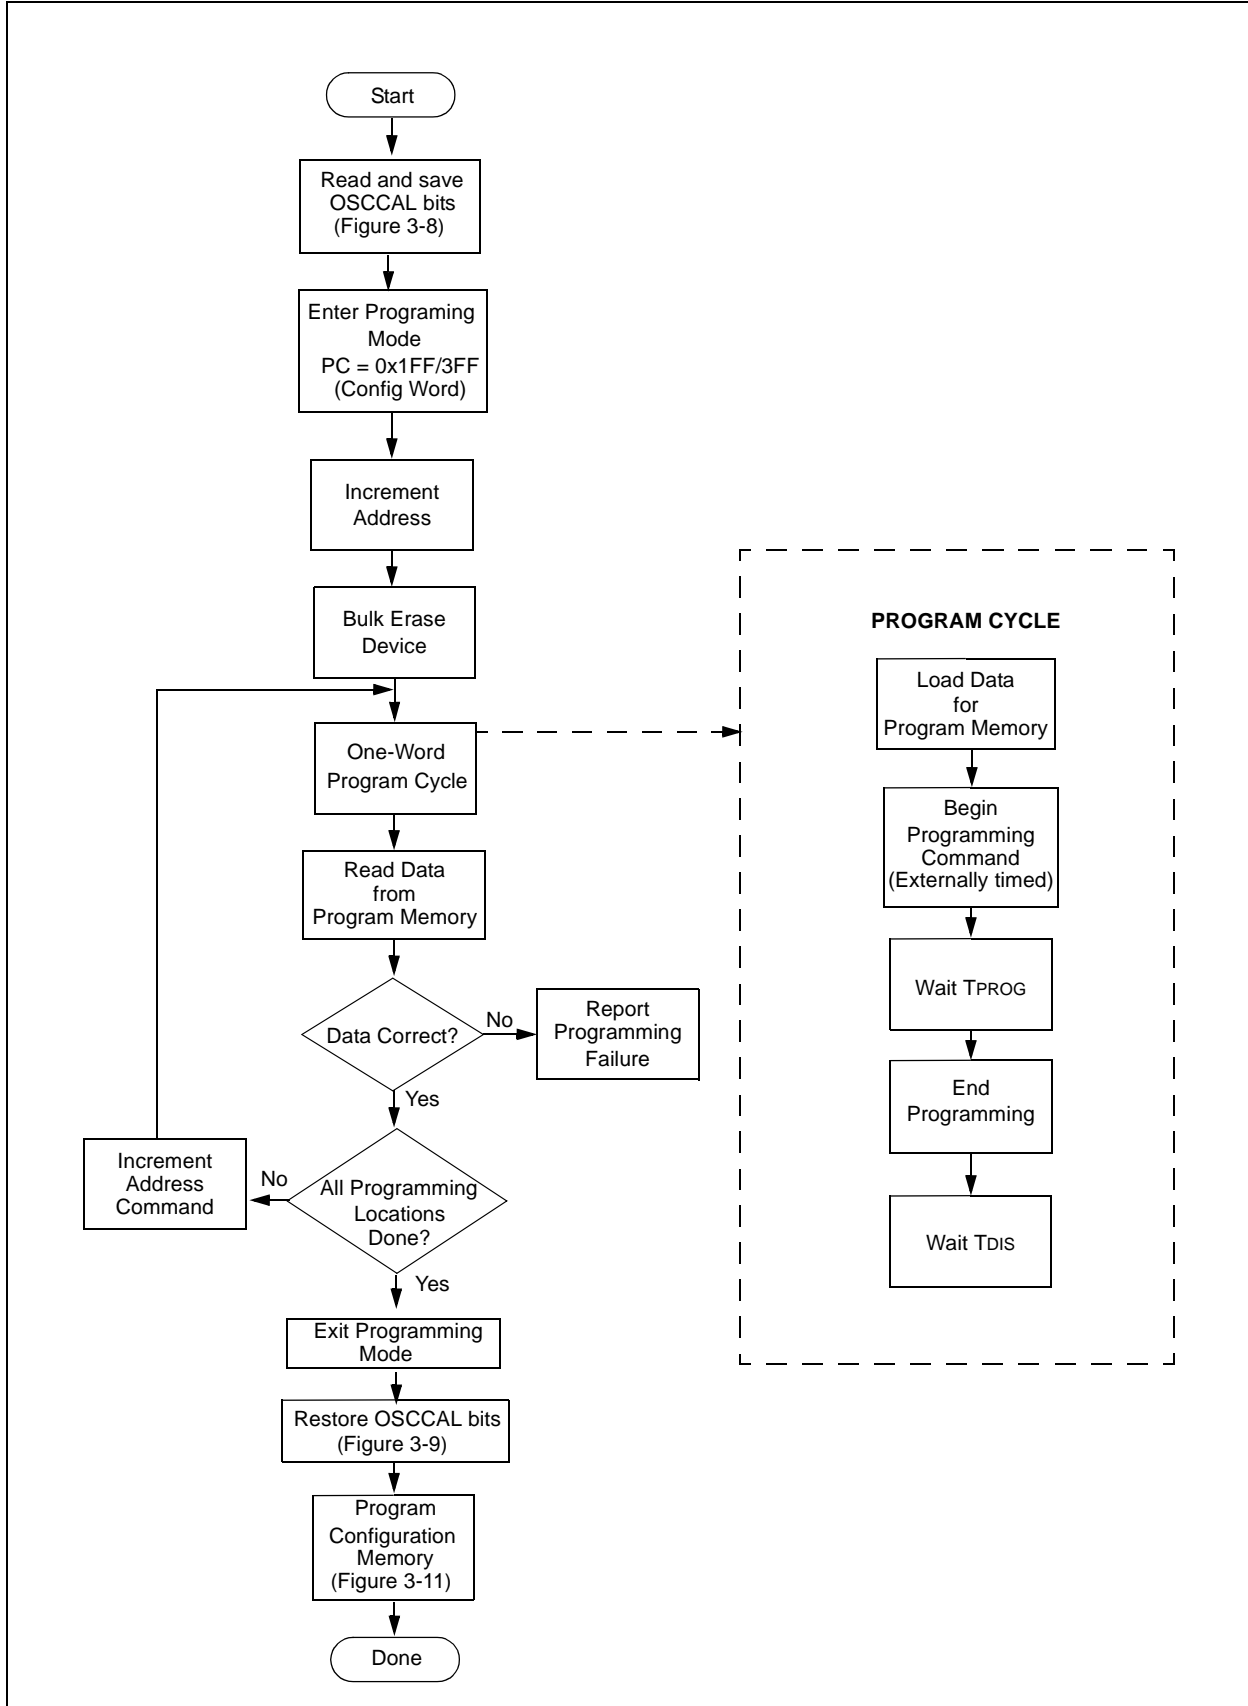 Start
Read and save
OSCCAL bits
(Figure 3-8)
Enter Programing
Mode
PC = 0x1FF/3FF
(Config Word)
Increment
Address
Bulk Erase
Device
One-Word
Program Cycle
Read Data
from
Program Memory
Data Correct?
No
Report
Programming
Failure
Yes
All Programming
Locations
Done?
No
Increment
Address
Command
Yes
Exit Programming
Mode
Restore OSCCAL bits
(Figure 3-9)
Program
Configuration
Memory
(Figure 3-11)
Done
PROGRAM CYCLE
Load Data
for
Program Memory
Begin
Programming
Command
(Externally timed)
Wait TPROG
End
Programming
Wait TDIS